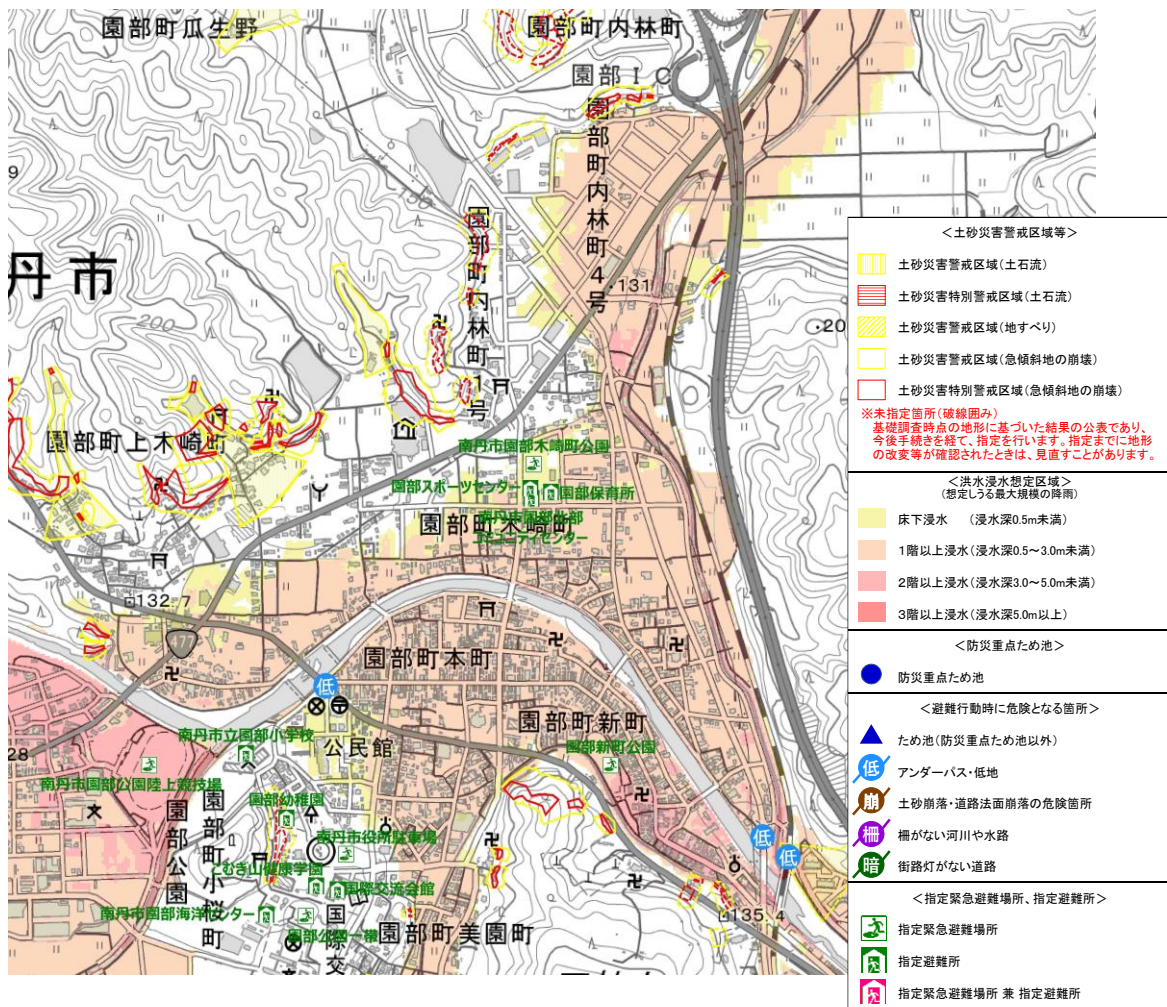 園部町瓜生野
園部町内林町
園部IC
園部町内林町4号
園部町内林町1号
丹市
9
150
200
131
20
園部町上木崎町
南丹市園部木崎町公園
園部スポーツセンター
園部保育所
南丹市園部北部
コミュニティセンター
園部町木崎町
132.7
477
園部町本町
低
園部町新町
園部新町公園
南丹市立園部小学校
公民館
28
南丹市園部公園陸上競技場
園部公園
園部町小桜町
園部幼稚園
南丹市役所駐車場
こむぎ山健康学園
国際交流会館
南丹市園部海洋センター
園部公園一帯
国際交
園部町美園町
低
低
135.4
＜土砂災害警戒区域等＞
土砂災害警戒区域（土石流）
土砂災害特別警戒区域（土石流）
土砂災害警戒区域（地すべり）
土砂災害警戒区域（急傾斜地の崩壊）
土砂災害特別警戒区域（急傾斜地の崩壊）
※未指定箇所（破線囲み）
基礎調査時点の地形に基づいた結果の公表であり、
今後手続きを経て、指定を行います。指定までに地形
の改変等が確認されたときは、見直すことがあります。
＜洪水浸水想定区域＞
（想定しうる最大規模の降雨）
床下浸水　（浸水深0.5m未満）
1階以上浸水（浸水深0.5～3.0m未満）
2階以上浸水（浸水深3.0～5.0m未満）
3階以上浸水（浸水深5.0m以上）
＜防災重点ため池＞
防災重点ため池
＜避難行動時に危険となる箇所＞
ため池（防災重点ため池以外）
低 アンダーパス・低地
崩 土砂崩落・道路法面崩落の危険箇所
柵 柵がない河川や水路
暗 街路灯がない道路
＜指定緊急避難場所、指定避難所＞
指定緊急避難場所
指定避難所
指定緊急避難場所 兼 指定避難所